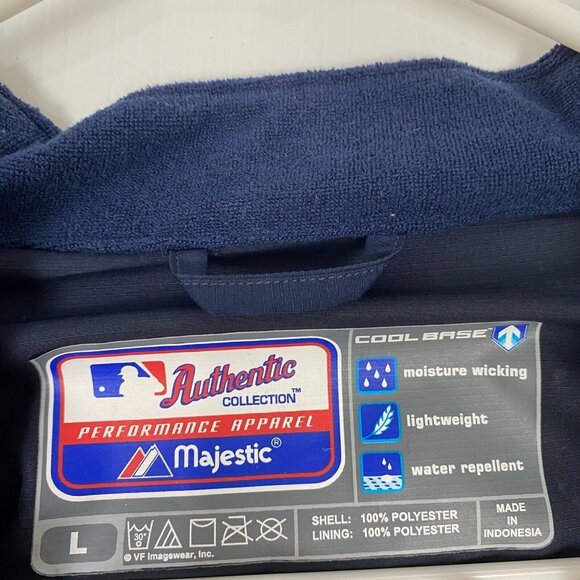 Authentic
COLLECTION™
PERFORMANCE APPAREL
Majestic®
COOL BASE™
moisture wicking
lightweight
water repellent
L
30°
© VF Imagewear, Inc.
SHELL: 100% POLYESTER
LINING: 100% POLYESTER
MADE IN
INDONESIA